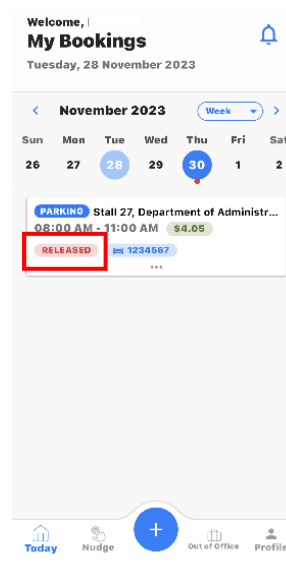 Welcome,
My Bookings
Tuesday, 28 November 2023
< November 2023 Week >
Sun Mon Tue Wed Thu Fri Sat
26 27 28 29 30 1 2
PARKING Stall 27, Department of Administr...
08:00 AM - 11:00 AM $4.05
RELEASED 1234567
...
+
Today Nudge Out of Office Profile